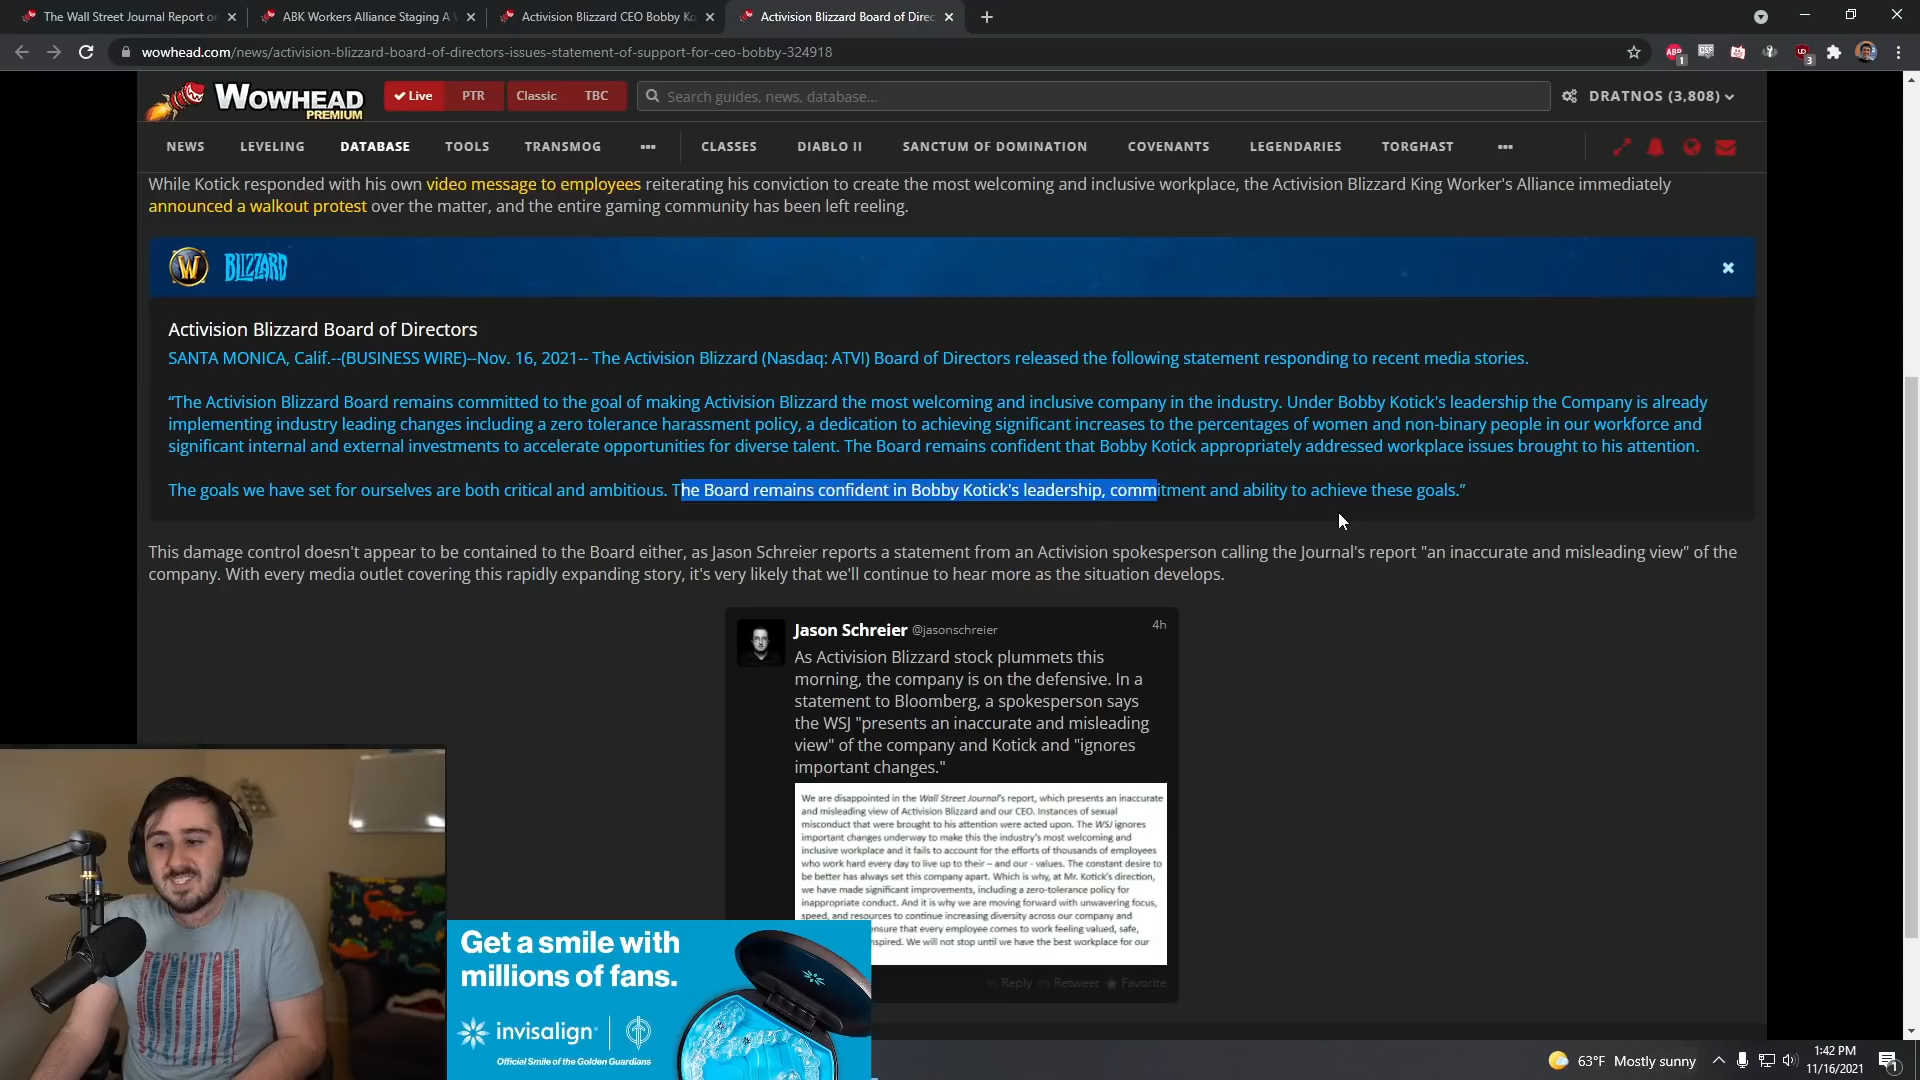 The Wall Street Journal Report or
ABK Workers Alliance Staging A
Activision Blizzard CEO Bobby Ko
Activision Blizzard Board of Direc
wowhead.com/news/activision-blizzard-board-of-directors-issues-statement-of-support-for-ceo-bobby-324918
WOWHEAD
PREMIUM
Live PTR Classic TBC
Search guides, news, database...
DRATNOS (3,808)
NEWS LEVELING DATABASE TOOLS TRANSMOG ••• CLASSES DIABLO II SANCTUM OF DOMINATION COVENANTS LEGENDARIES TORGHAST •••
While Kotick responded with his own video message to employees reiterating his conviction to create the most welcoming and inclusive workplace, the Activision Blizzard King Worker's Alliance immediately
announced a walkout protest over the matter, and the entire gaming community has been left reeling.
W BLIZZARD
Activision Blizzard Board of Directors
SANTA MONICA, Calif.--(BUSINESS WIRE)--Nov. 16, 2021-- The Activision Blizzard (Nasdaq: ATVI) Board of Directors released the following statement responding to recent media stories.
“The Activision Blizzard Board remains committed to the goal of making Activision Blizzard the most welcoming and inclusive company in the industry. Under Bobby Kotick's leadership the Company is already
implementing industry leading changes including a zero tolerance harassment policy, a dedication to achieving significant increases to the percentages of women and non-binary people in our workforce and
significant internal and external investments to accelerate opportunities for diverse talent. The Board remains confident that Bobby Kotick appropriately addressed workplace issues brought to his attention.
The goals we have set for ourselves are both critical and ambitious. The Board remains confident in Bobby Kotick's leadership, commitment and ability to achieve these goals.”
This damage control doesn't appear to be contained to the Board either, as Jason Schreier reports a statement from an Activision spokesperson calling the Journal's report "an inaccurate and misleading view" of the
company. With every media outlet covering this rapidly expanding story, it's very likely that we'll continue to hear more as the situation develops.
Jason Schreier @jasonschreier 4h
As Activision Blizzard stock plummets this
morning, the company is on the defensive. In a
statement to Bloomberg, a spokesperson says
the WSJ "presents an inaccurate and misleading
view" of the company and Kotick and "ignores
important changes."
We are disappointed in the Wall Street Journal's report, which presents an inaccurate
and misleading view of Activision Blizzard and our CEO. Instances of sexual
misconduct that were brought to his attention were acted upon. The WSJ ignores
important changes underway to make this the industry's most welcoming and
inclusive workplace and it fails to account for the efforts of thousands of employees
who work hard every day to live up to their – and our - values. The constant desire to
be better has always set this company apart. Which is why, at Mr. Kotick's direction,
we have made significant improvements, including a zero-tolerance policy for
inappropriate conduct. And it is why we are moving forward with unwavering focus,
speed, and resources to continue increasing diversity across our company and
ensure that every employee comes to work feeling valued, safe,
nspired. We will not stop until we have the best workplace for our
Reply Retweet Favorite
Get a smile with
millions of fans.
invisalign
Official Smile of the Golden Guardians
63°F Mostly sunny
1:42 PM
11/16/2021